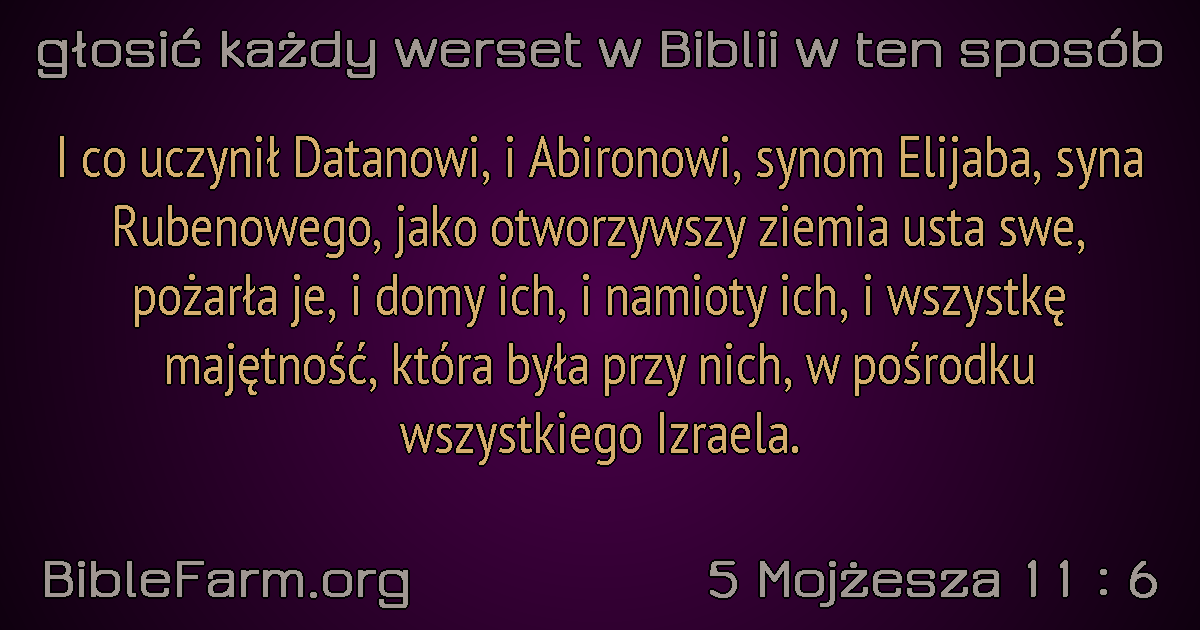 głosić każdy werset w Biblii w ten sposób
I co uczynił Datanowi, i Abironowi, synom Elijaba, syna
Rubenowego, jako otworzywszy ziemia usta swe,
pożarła je, i domy ich, i namioty ich, i wszystkę
majętność, która była przy nich, w pośrodku
wszystkiego Izraela.
BibleFarm.org
5 Mojżesza 11 : 6